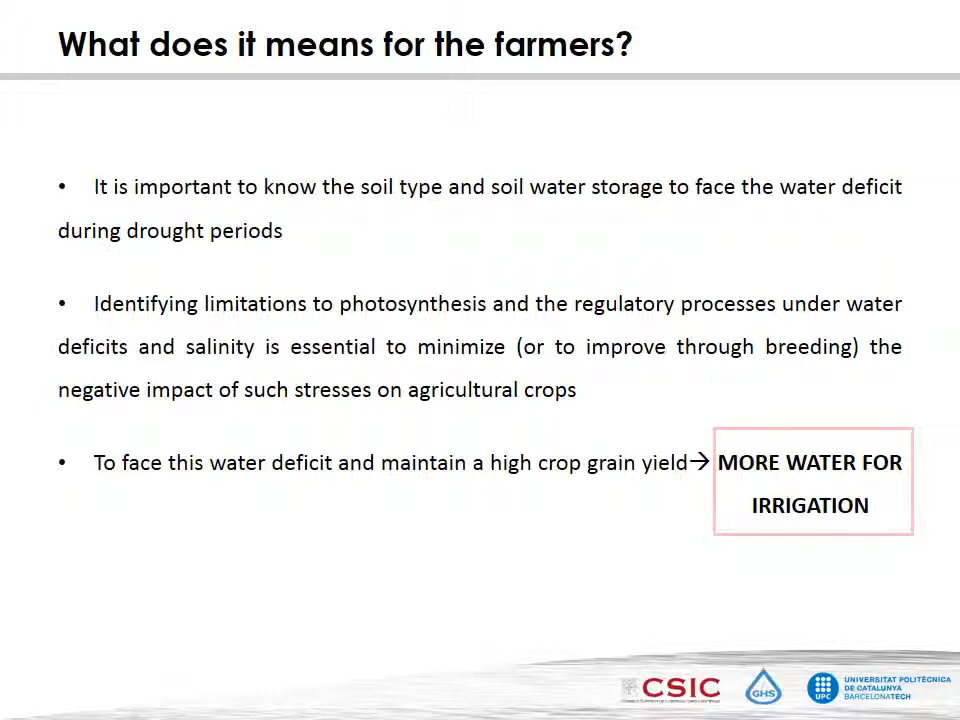 What does it means for the farmers?
• It is important to know the soil type and soil water storage to face the water deficit
during drought periods
• Identifying limitations to photosynthesis and the regulatory processes under water
deficits and salinity is essential to minimize (or to improve through breeding) the
negative impact of such stresses on agricultural crops
• To face this water deficit and maintain a high crop grain yield→ MORE WATER FOR
IRRIGATION
CSIC
GHS
UPC
UNIVERSITAT POLITÈCNICA
DE CATALUNYA
BARCELONATECH